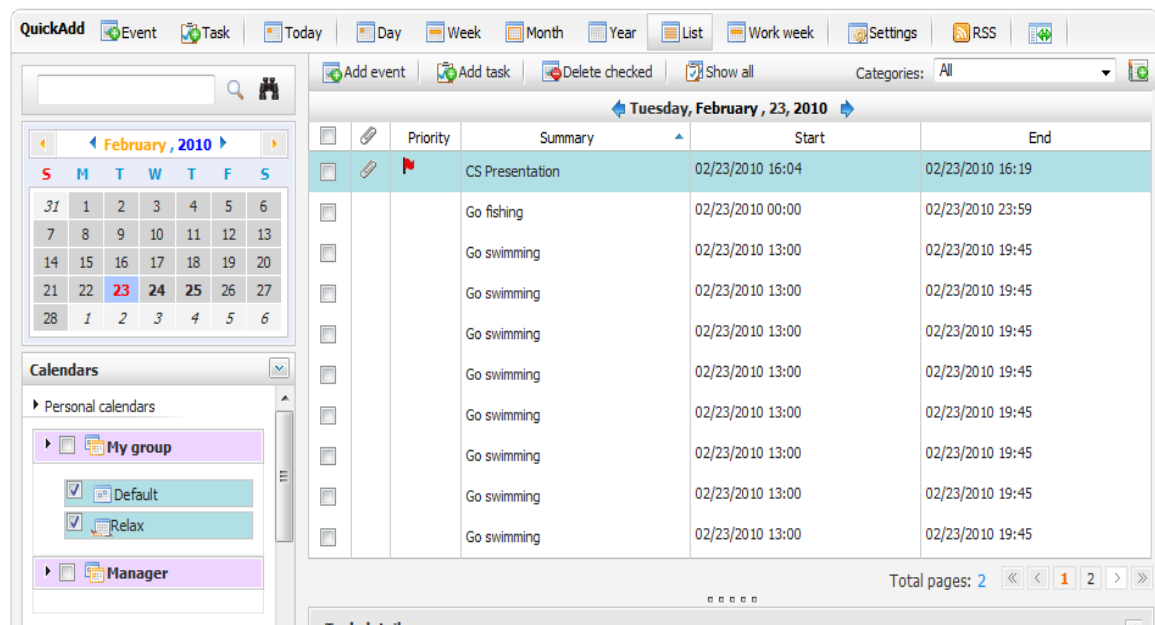 QuickAdd Event Task Today Day Week Month Year List Work week Settings RSS
Add event Add task Delete checked Show all Categories: All
Tuesday, February , 23, 2010
Priority Summary Start End
CS Presentation 02/23/2010 16:04 02/23/2010 16:19
Go fishing 02/23/2010 00:00 02/23/2010 23:59
Go swimming 02/23/2010 13:00 02/23/2010 19:45
Go swimming 02/23/2010 13:00 02/23/2010 19:45
Go swimming 02/23/2010 13:00 02/23/2010 19:45
Go swimming 02/23/2010 13:00 02/23/2010 19:45
Go swimming 02/23/2010 13:00 02/23/2010 19:45
Go swimming 02/23/2010 13:00 02/23/2010 19:45
Go swimming 02/23/2010 13:00 02/23/2010 19:45
Go swimming 02/23/2010 13:00 02/23/2010 19:45
Total pages: 2 « < 1 2 > »
February , 2010
S M T W T F S
31 1 2 3 4 5 6
7 8 9 10 11 12 13
14 15 16 17 18 19 20
21 22 23 24 25 26 27
28 1 2 3 4 5 6
Calendars
Personal calendars
My group
Default
Relax
Manager